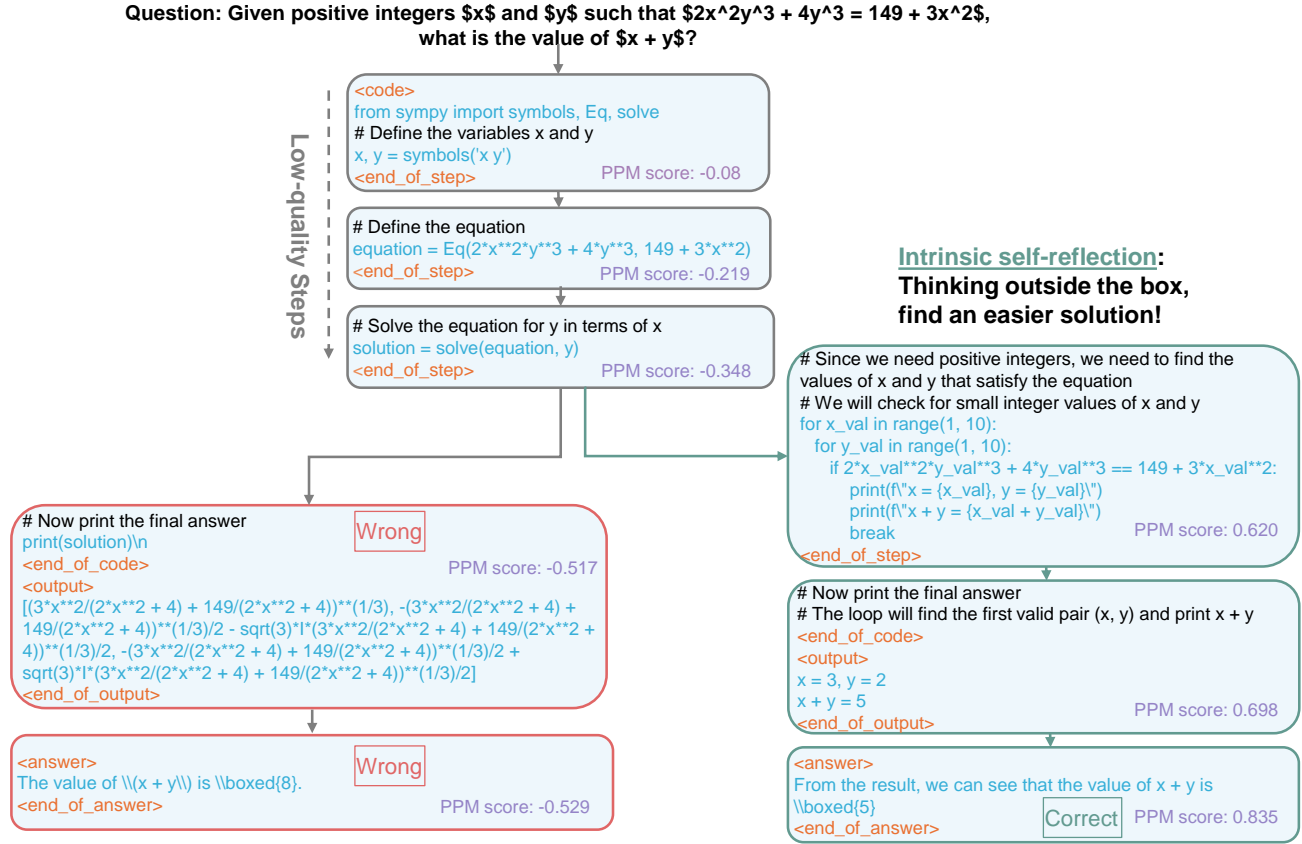 Question: Given positive integers $x$ and $y$ such that $2x^2y^3 + 4y^3 = 149 + 3x^2$,
what is the value of $x + y$?
Low-quality Steps
<code>
from sympy import symbols, Eq, solve
# Define the variables x and y
x, y = symbols('x y')
<end_of_step>
PPM score: -0.08
# Define the equation
equation = Eq(2*x**2*y**3 + 4*y**3, 149 + 3*x**2)
<end_of_step>
PPM score: -0.219
# Solve the equation for y in terms of x
solution = solve(equation, y)
<end_of_step>
PPM score: -0.348
# Now print the final answer
print(solution)\n
<end_of_code>
Wrong
PPM score: -0.517
<output>
[(3*x**2/(2*x**2 + 4) + 149/(2*x**2 + 4))**(1/3), -(3*x**2/(2*x**2 + 4) +
149/(2*x**2 + 4))**(1/3)/2 - sqrt(3)*I*(3*x**2/(2*x**2 + 4) + 149/(2*x**2 +
4))**(1/3)/2, -(3*x**2/(2*x**2 + 4) + 149/(2*x**2 + 4))**(1/3)/2 +
sqrt(3)*I*(3*x**2/(2*x**2 + 4) + 149/(2*x**2 + 4))**(1/3)/2]
<end_of_output>
<answer>
The value of \\(x + y\\) is \\boxed{8}.
<end_of_answer>
Wrong
PPM score: -0.529
Intrinsic self-reflection:
Thinking outside the box,
find an easier solution!
# Since we need positive integers, we need to find the
values of x and y that satisfy the equation
# We will check for small integer values of x and y
for x_val in range(1, 10):
for y_val in range(1, 10):
if 2*x_val**2*y_val**3 + 4*y_val**3 == 149 + 3*x_val**2:
print(f\"x = {x_val}, y = {y_val}\")
print(f\"x + y = {x_val + y_val}\")
break
PPM score: 0.620
<end_of_step>
# Now print the final answer
# The loop will find the first valid pair (x, y) and print x + y
<end_of_code>
<output>
x = 3, y = 2
x + y = 5
PPM score: 0.698
<end_of_output>
<answer>
From the result, we can see that the value of x + y is
\\boxed{5}
<end_of_answer>
Correct
PPM score: 0.835